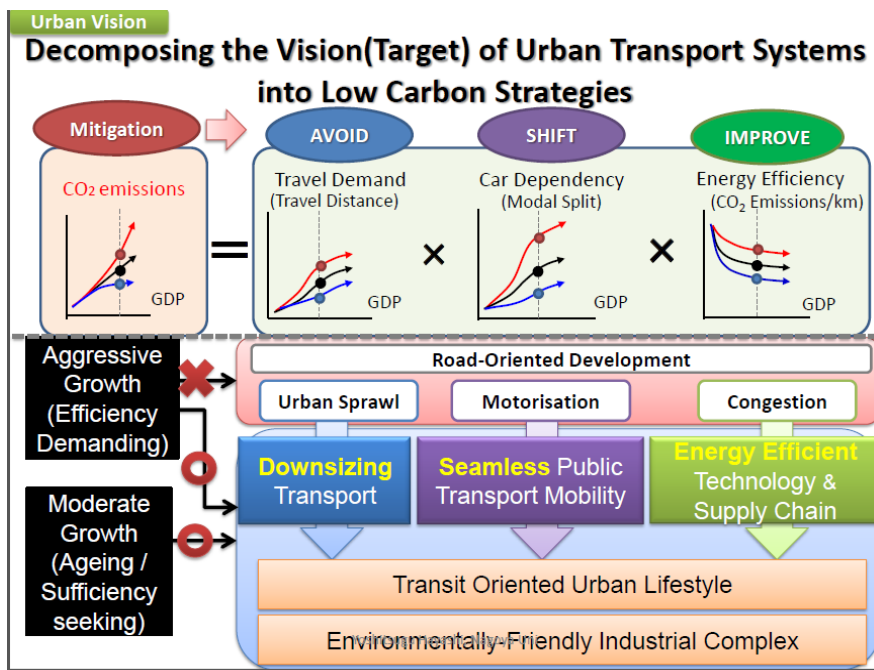 Urban Vision
Decomposing the Vision(Target) of Urban Transport Systems
into Low Carbon Strategies
Mitigation
AVOID
SHIFT
IMPROVE
CO2 emissions
GDP
=
Travel Demand
(Travel Distance)
GDP
×
Car Dependency
(Modal Split)
GDP
×
Energy Efficiency
(CO2 Emissions/km)
GDP
Aggressive
Growth
(Efficiency
Demanding)
Moderate
Growth
(Ageing /
Sufficiency
seeking)
Road-Oriented Development
Urban Sprawl
Motorisation
Congestion
Downsizing
Transport
Seamless Public
Transport Mobility
Energy Efficient
Technology &
Supply Chain
Transit Oriented Urban Lifestyle
Environmentally-Friendly Industrial Complex